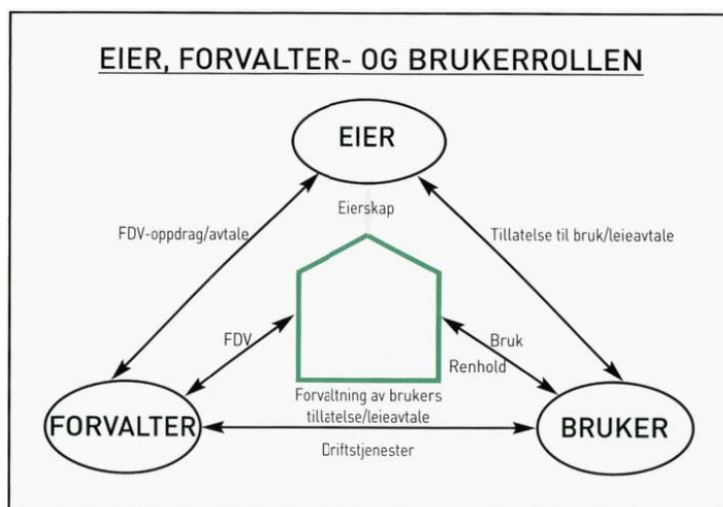 EIER, FORVALTER- OG BRUKERROLLEN
EIER
Eierskap
FDV-oppdrag/avtale
Tillatelse til bruk/leieavtale
FDV
Bruk
Renhold
Forvaltning av brukers
tillatelse/leieavtale
FORVALTER
BRUKER
Driftstjenester